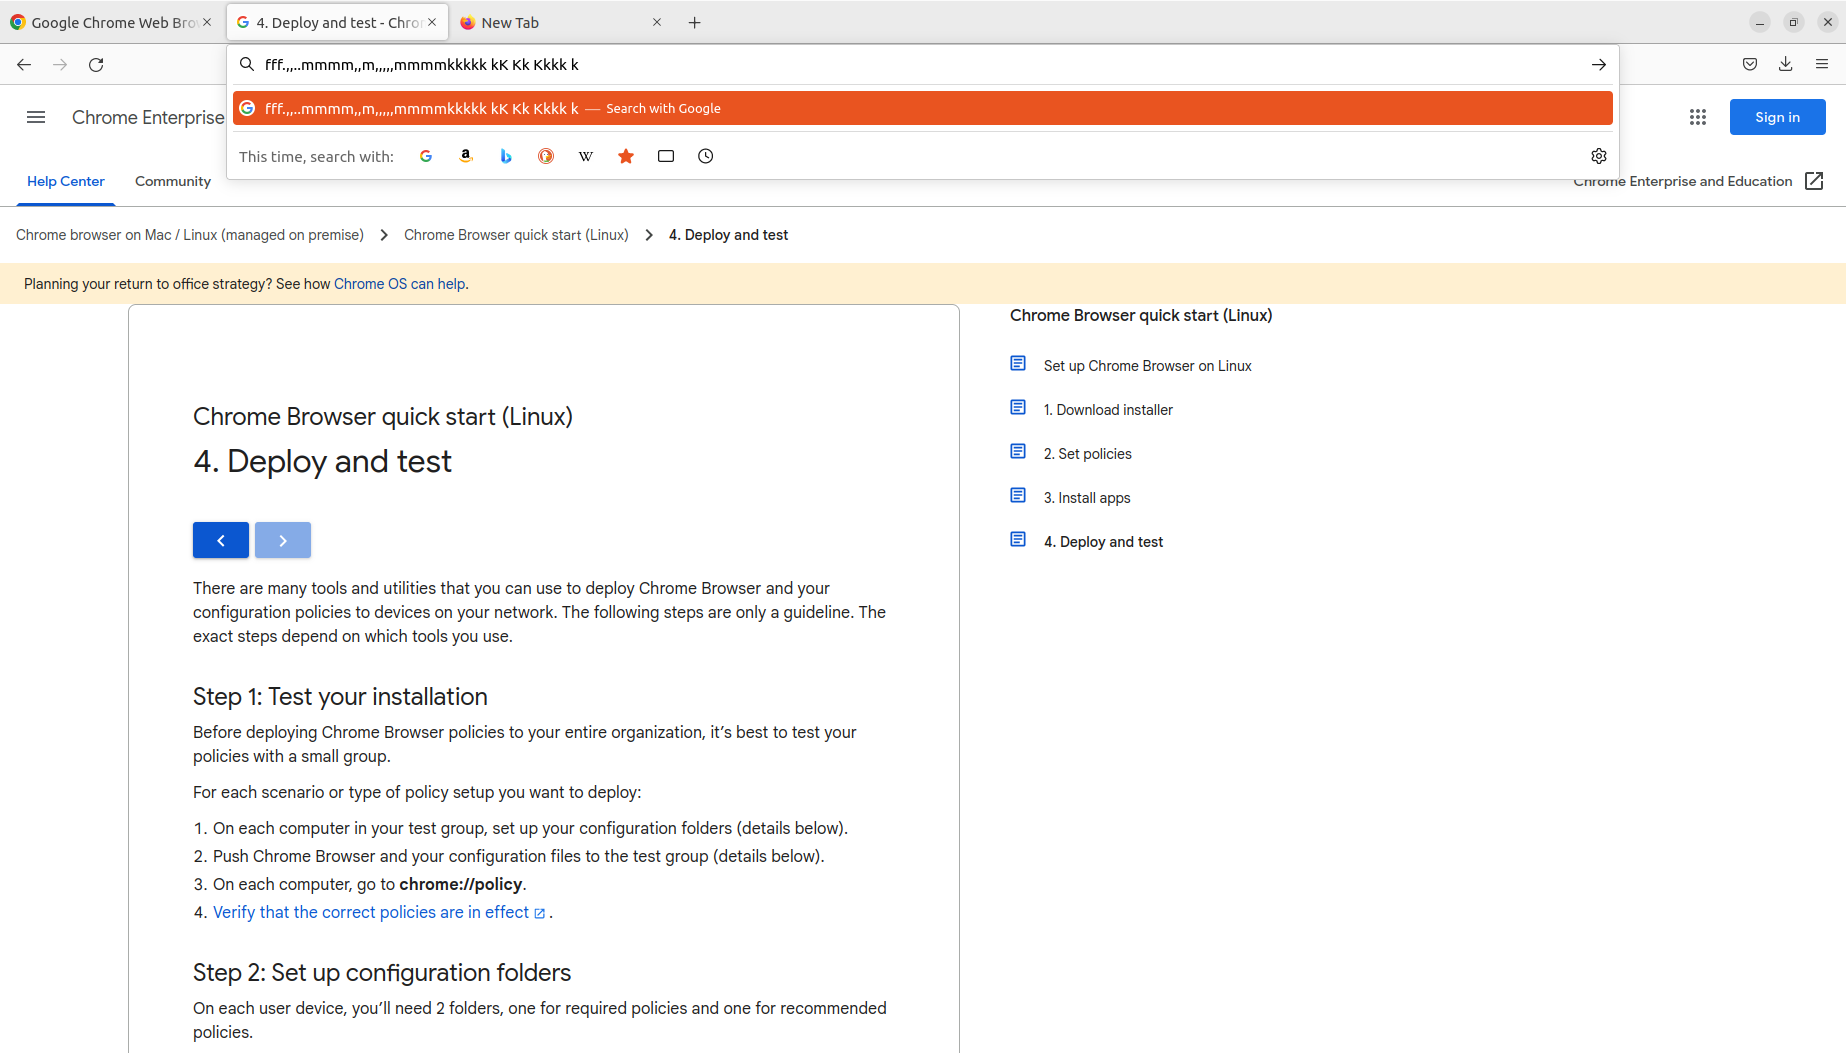 Google Chrome Web Bro
4. Deploy and test - Chro
New Tab
fff.,,..mmmm,,m,,,,,mmmmkkkkk kK Kk Kkkk k
fff.,,..mmmm,,m,,,,,mmmmkkkkk kK Kk Kkkk k — Search with Google
This time, search with:
Chrome Enterprise
Sign in
Help Center
Community
Chrome Enterprise and Education
Chrome browser on Mac / Linux (managed on premise)
Chrome Browser quick start (Linux)
4. Deploy and test
Planning your return to office strategy? See how Chrome OS can help.
Chrome Browser quick start (Linux)
4. Deploy and test
There are many tools and utilities that you can use to deploy Chrome Browser and your
configuration policies to devices on your network. The following steps are only a guideline. The
exact steps depend on which tools you use.
Step 1: Test your installation
Before deploying Chrome Browser policies to your entire organization, it’s best to test your
policies with a small group.
For each scenario or type of policy setup you want to deploy:
1. On each computer in your test group, set up your configuration folders (details below).
2. Push Chrome Browser and your configuration files to the test group (details below).
3. On each computer, go to chrome://policy.
4. Verify that the correct policies are in effect .
Step 2: Set up configuration folders
On each user device, you’ll need 2 folders, one for required policies and one for recommended
policies.
Chrome Browser quick start (Linux)
Set up Chrome Browser on Linux
1. Download installer
2. Set policies
3. Install apps
4. Deploy and test